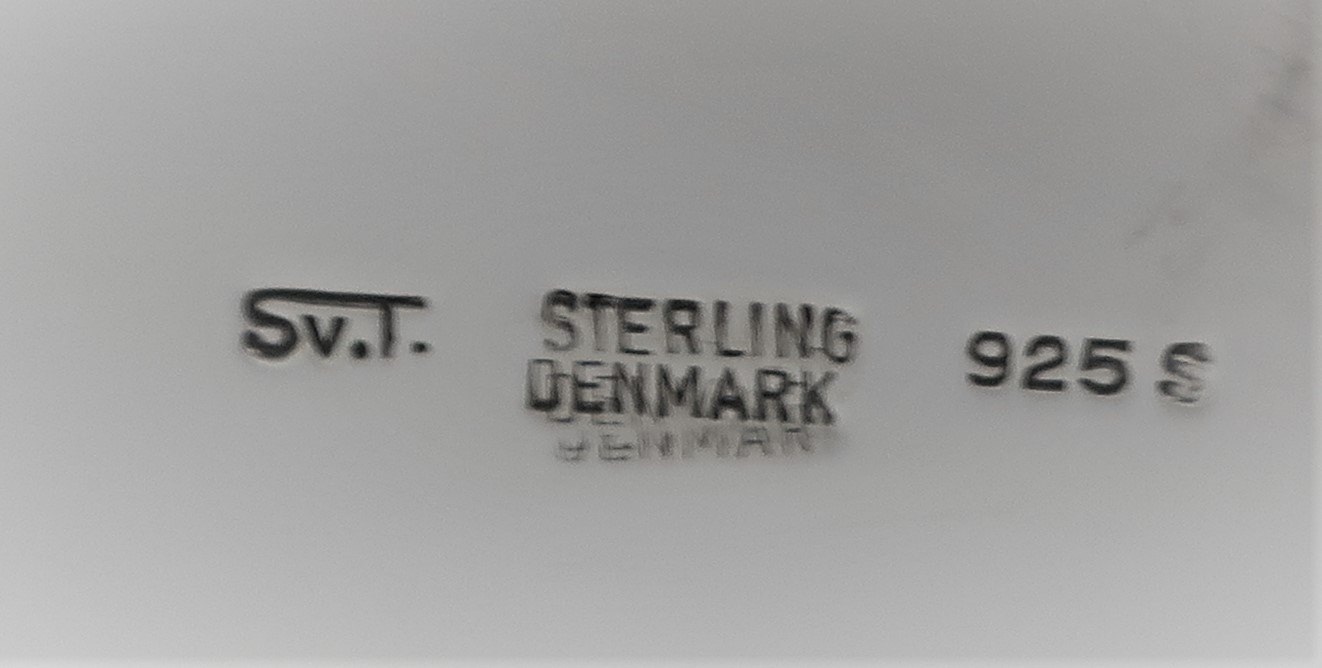 Sv.T.
STERLING
DENMARK
925 S